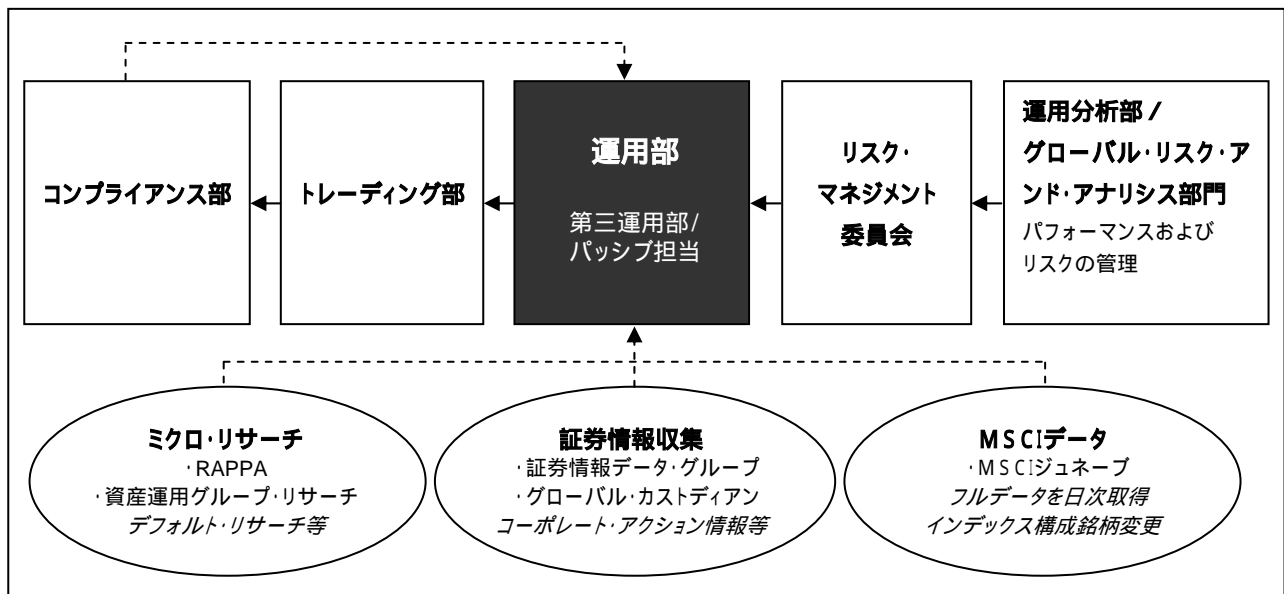 コンプライアンス部
トレーディング部
運用部
第三運用部/
パッシブ担当
リスク・
マネジメント
委員会
運用分析部/
グローバル・リスク・ア
ンド・アナリシス部門
パフォーマンスおよび
リスクの管理
ミクロ・リサーチ
・RAPPA
・資産運用グループ・リサーチ
デフォルト・リサーチ等
証券情報収集
・証券情報データ・グループ
・グローバル・カストディアン
コーポレート・アクション情報等
MSCIデータ
・MSCIジュネーブ
フルデータを日次取得
インデックス構成銘柄変更